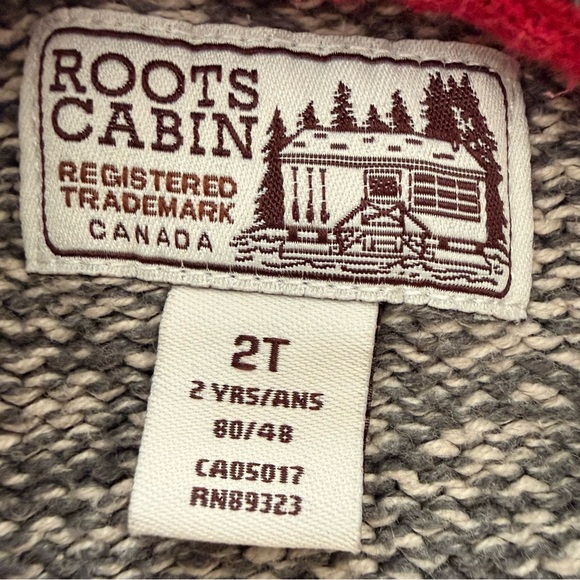 ROOTS
CABIN
REGISTERED
TRADEMARK
CANADA
2T
2 YRS/ANS
80/48
CA05017
RN89323